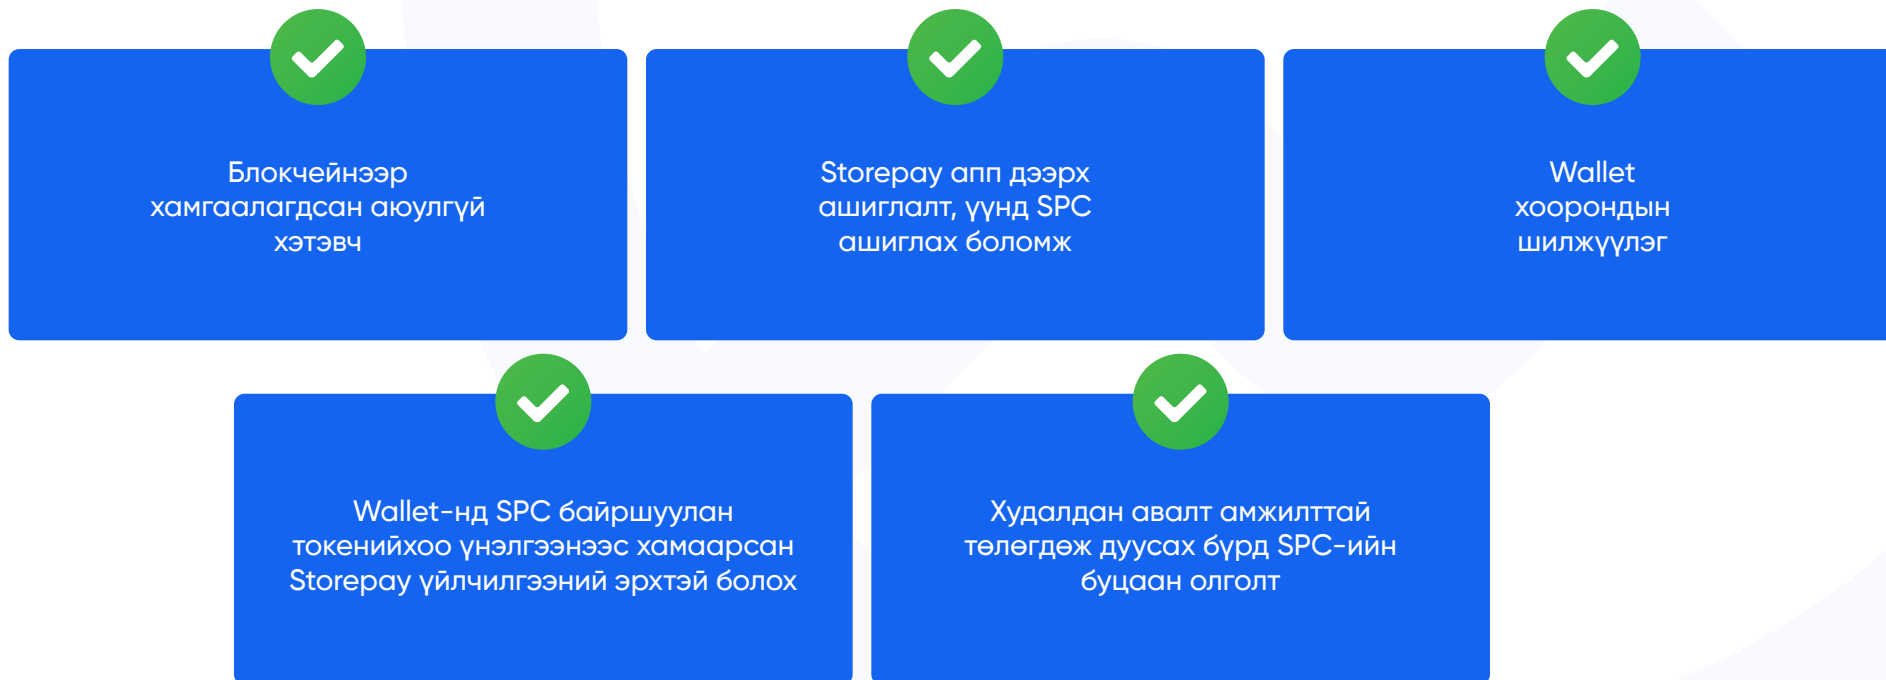 Блокчейнээр
хамгаалагдсан аюулгүй
хэтэвч
Storepay апп дээрх
ашиглалт, үүнд SPC
ашиглах боломж
Wallet
хоорондын
шилжүүлэг
Wallet-нд SPC байршуулан
токенийхоо үнэлгээнээс хамаарсан
Storepay үйлчилгээний эрхтэй болох
Худалдан авалт амжилттай
төлөгдөж дуусах бүрд SPC-ийн
буцаан олголт